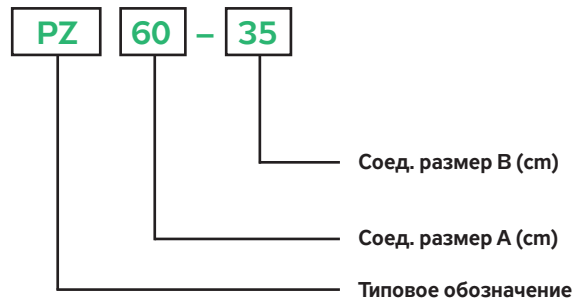 PZ 60 – 35
Соед. размер B (cm)
Соед. размер A (cm)
Типовое обозначение